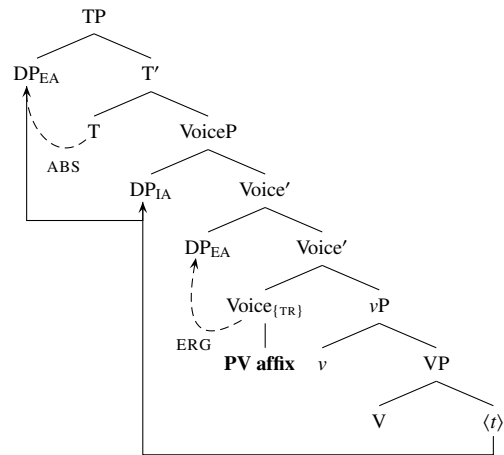 TP
DP_EA T′
T VoiceP
ABS
DP_IA Voice′
DP_EA Voice′
Voice_{TR} vP
ERG
PV affix v VP
V ⟨t⟩